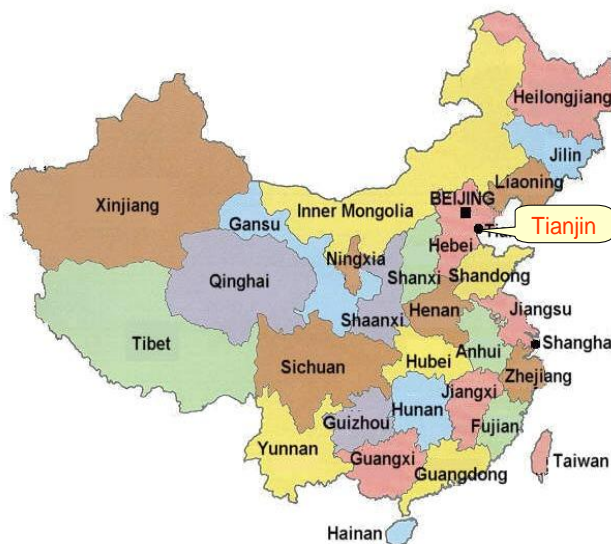 Heilongjiang
Jilin
Liaoning
BEIJING
Xinjiang
Inner Mongolia
Gansu
Tianjin
Hebei
Ningxia
Shanxi
Shandong
Qinghai
Henan
Jiangsu
Shaanxi
Tibet
Shangha
Anhui
Hubei
Sichuan
Zhejiang
Jiangxi
Hunan
Guizhou
Fujian
Yunnan
Guangxi
Taiwan
Guangdong
Hainan